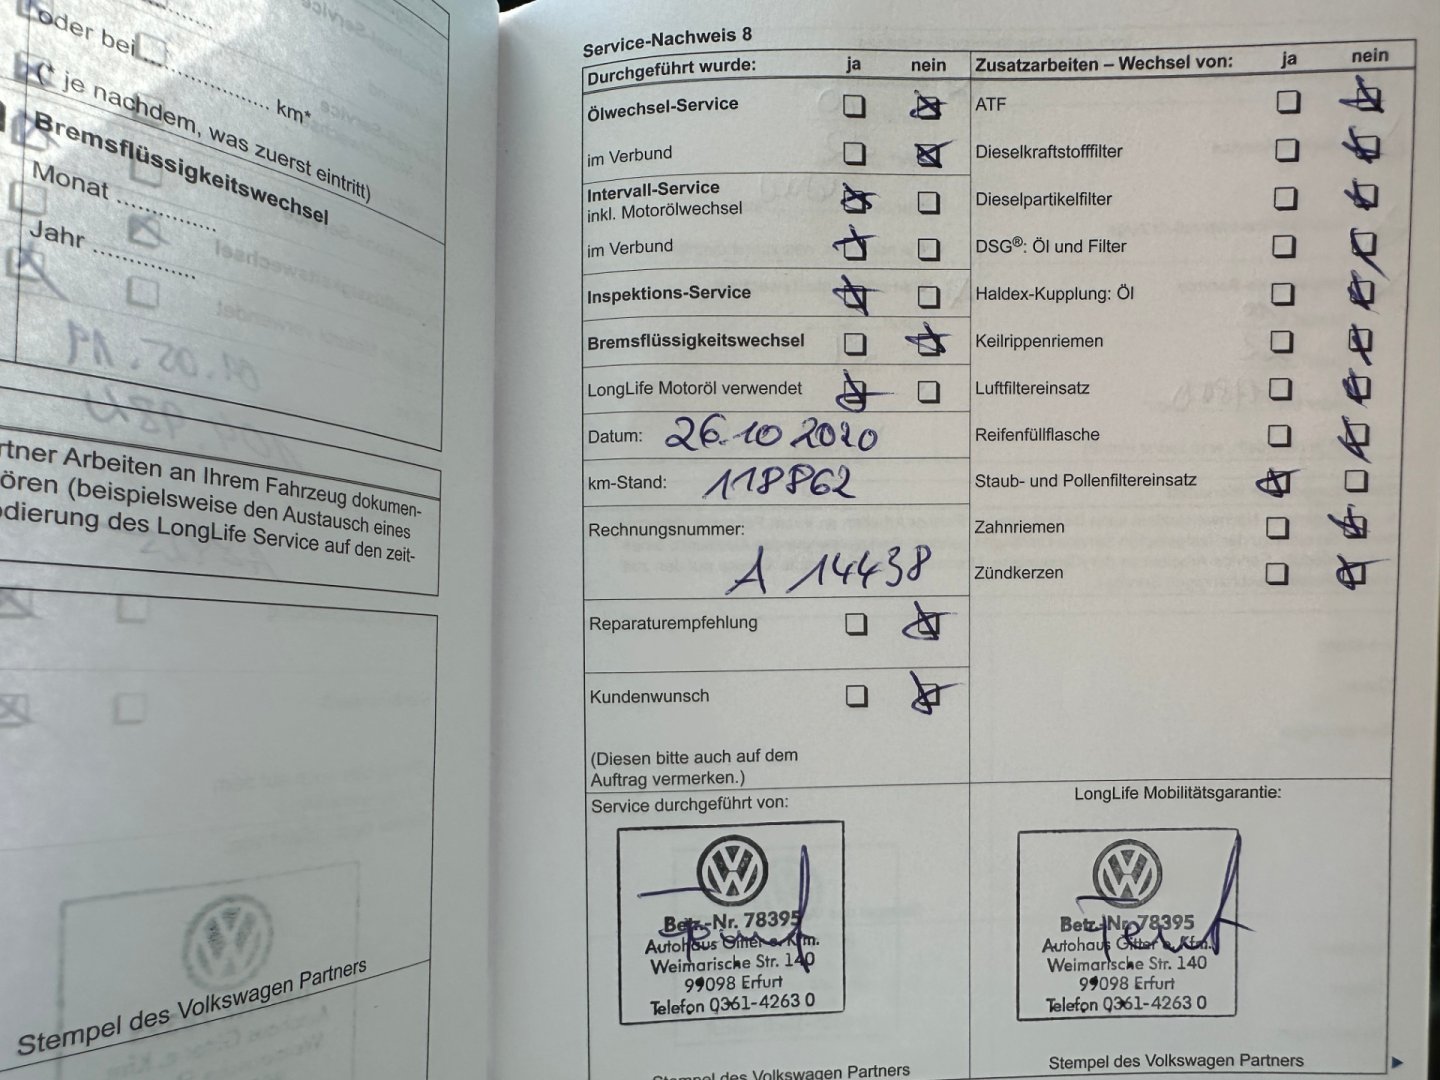 oder bei
km*
(* je nachdem, was zuerst eintritt)
Bremsflüssigkeitswechsel
Monat
Jahr
rtner Arbeiten an Ihrem Fahrzeug dokumen-
ören (beispielsweise den Austausch eines
odierung des LongLife Service auf den zeit-
Stempel des Volkswagen Partners
Service-Nachweis 8
Durchgeführt wurde: ja nein
Ölwechsel-Service
im Verbund
Intervall-Service
inkl. Motorölwechsel
im Verbund
Inspektions-Service
Bremsflüssigkeitswechsel
LongLife Motoröl verwendet
Datum: 26.10 2020
km-Stand: 118862
Rechnungsnummer:
A 14438
Reparaturempfehlung
Kundenwunsch
(Diesen bitte auch auf dem
Auftrag vermerken.)
Service durchgeführt von:
Betr.-Nr. 78395
Autohaus Gitter e. Kfm.
Weimarische Str. 140
99098 Erfurt
Telefon 0361-4263 0
Stempel des Volkswagen Partners
Zusatzarbeiten – Wechsel von: ja nein
ATF
Dieselkraftstofffilter
Dieselpartikelfilter
DSG®: Öl und Filter
Haldex-Kupplung: Öl
Keilrippenriemen
Luftfiltereinsatz
Reifenfüllflasche
Staub- und Pollenfiltereinsatz
Zahnriemen
Zündkerzen
LongLife Mobilitätsgarantie:
Betr.-Nr. 78395
Autohaus Gitter e. Kfm.
Weimarische Str. 140
99098 Erfurt
Telefon 0361-4263 0
Stempel des Volkswagen Partners